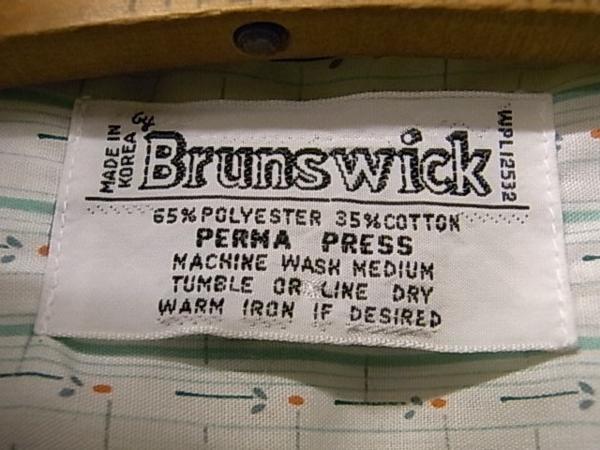 MADE IN
KOREA
64
Brunswick
WPL12532
65% POLYESTER 35% COTTON
PERMA PRESS
MACHINE WASH MEDIUM
TUMBLE OR LINE DRY
WARM IRON IF DESIRED